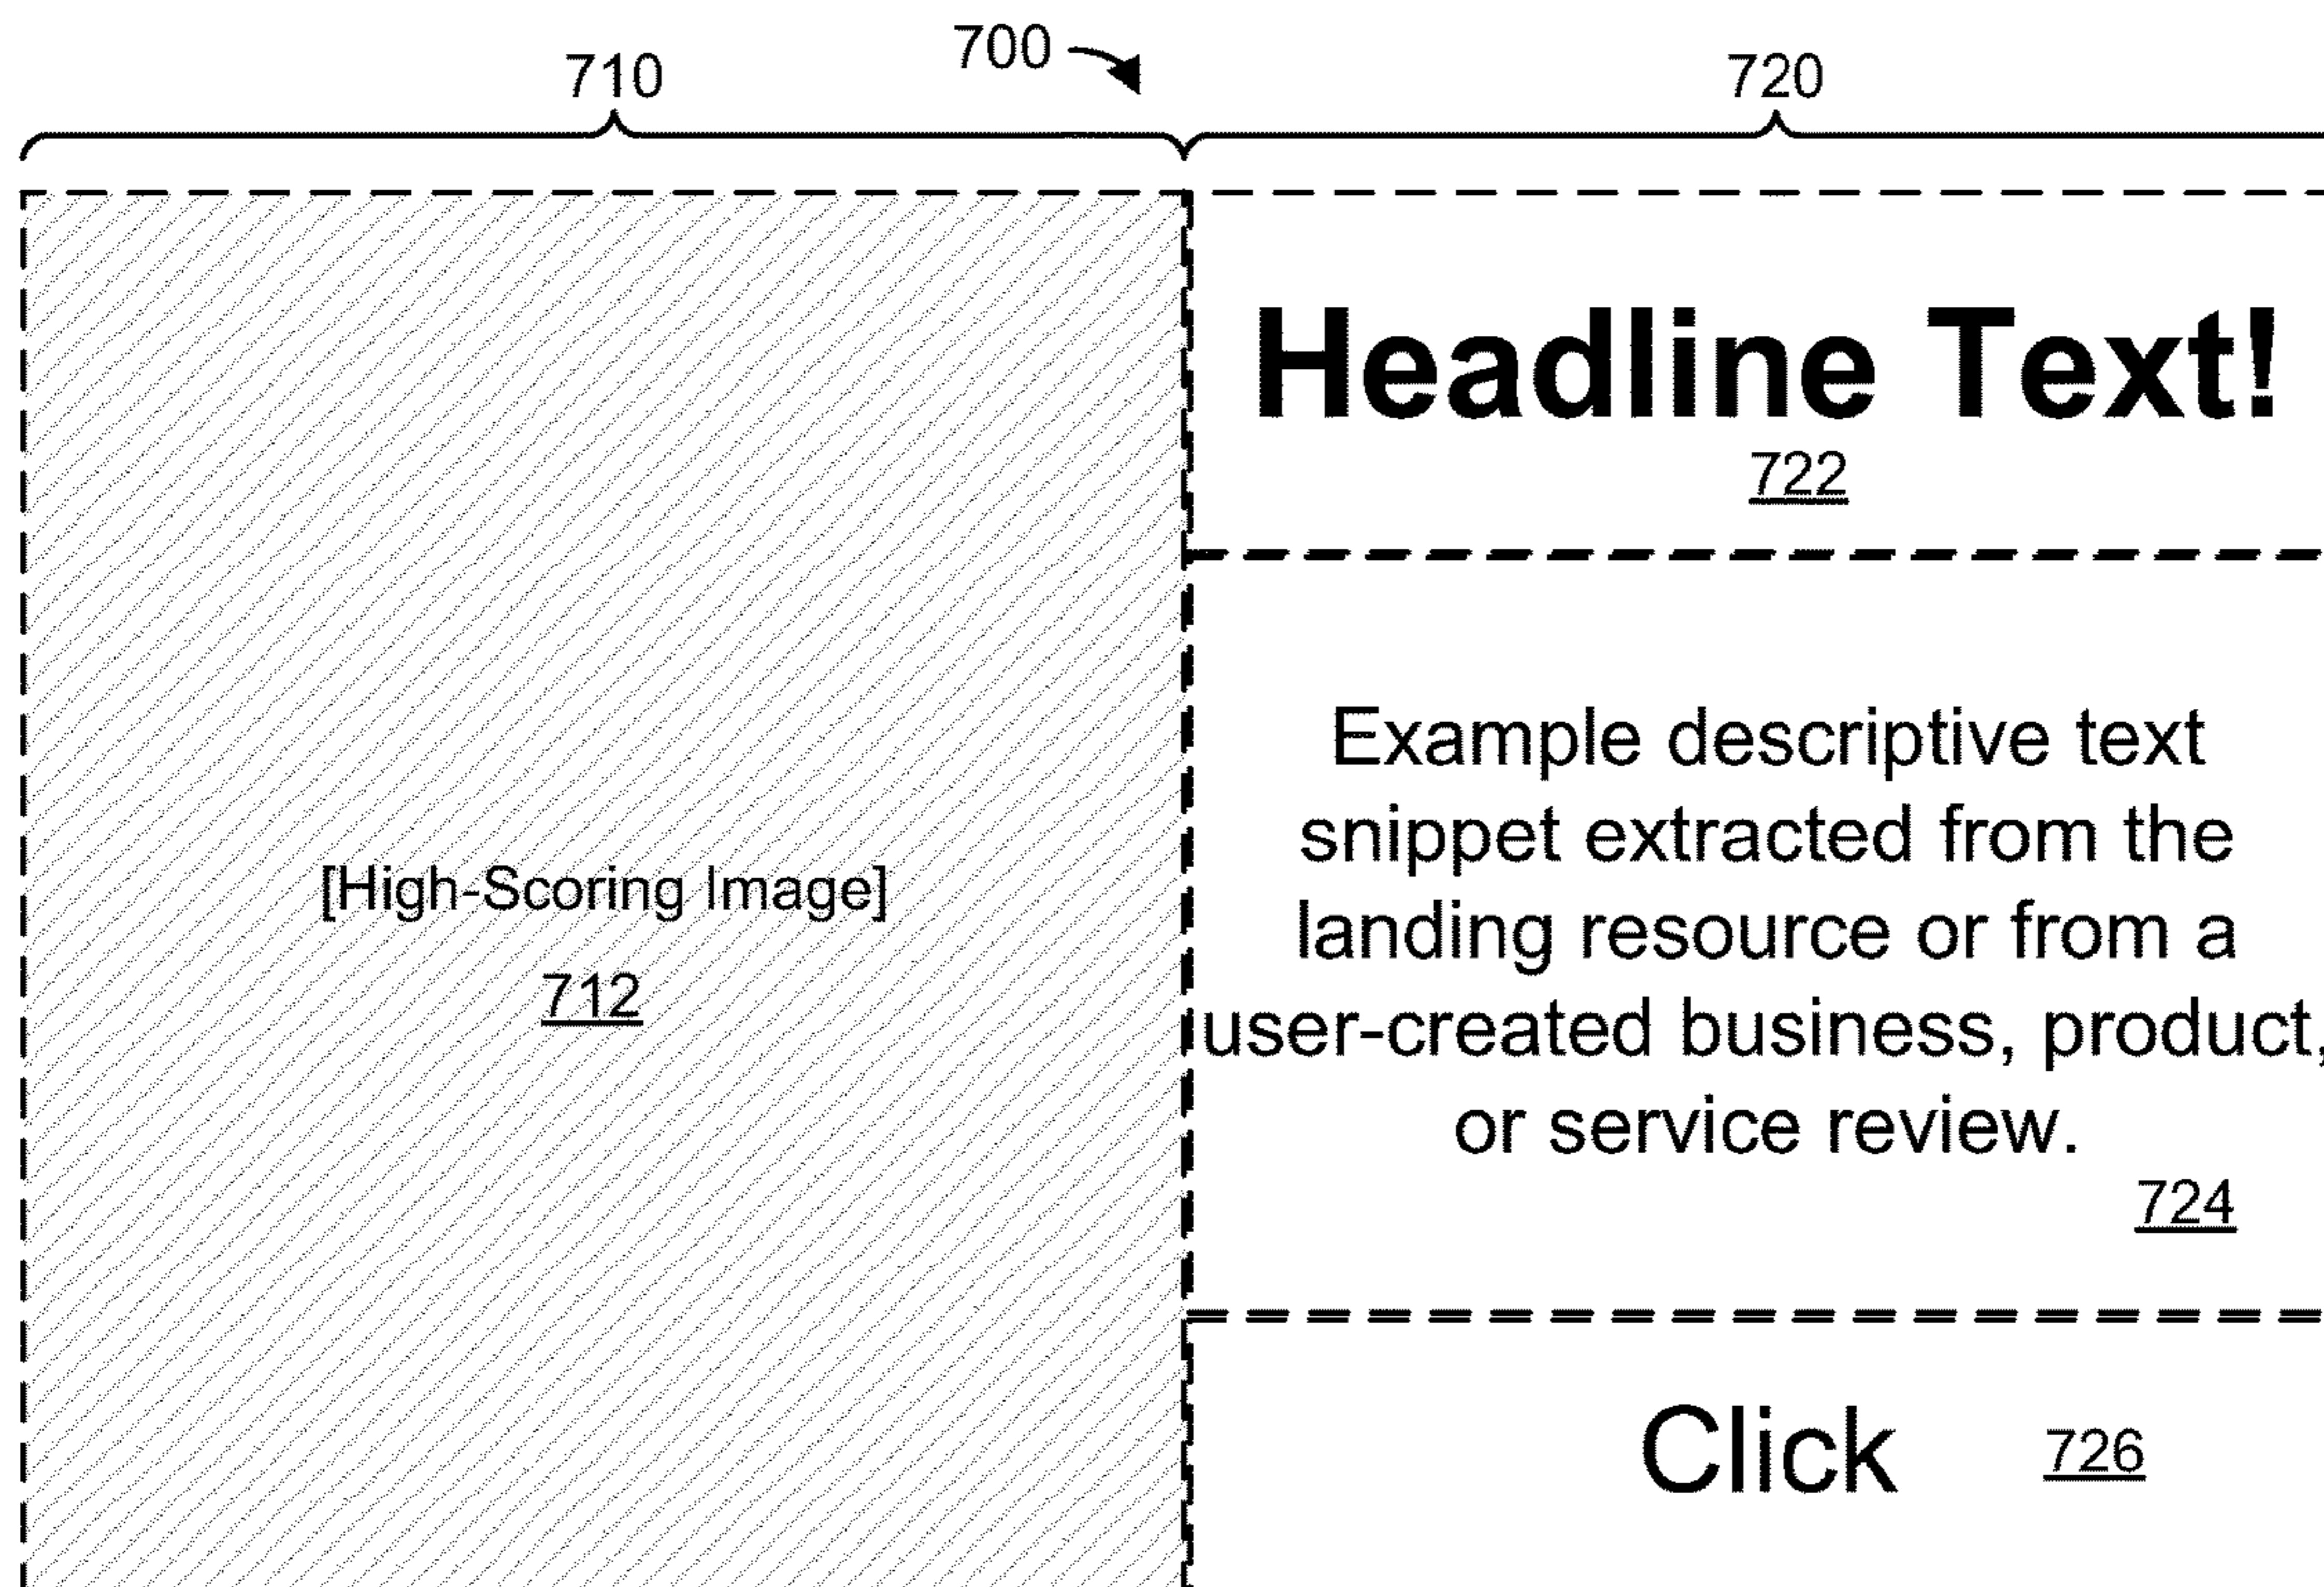 700
710
720
Headline Text!
722
[High-Scoring Image]
712
Example descriptive text
snippet extracted from the
landing resource or from a
user-created business, product,
or service review.
724
Click 726